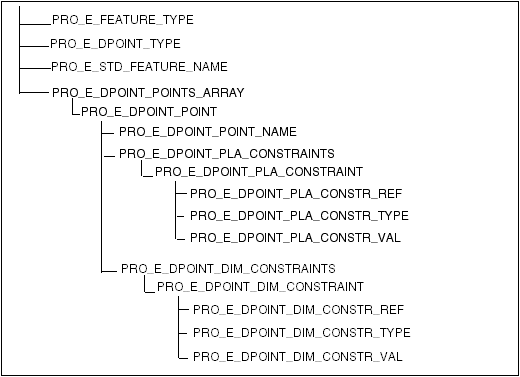 PRO_E_FEATURE_TYPE
PRO_E_DPOINT_TYPE
PRO_E_STD_FEATURE_NAME
PRO_E_DPOINT_POINTS_ARRAY
PRO_E_DPOINT_POINT
PRO_E_DPOINT_POINT_NAME
PRO_E_DPOINT_PLA_CONSTRAINTS
PRO_E_DPOINT_PLA_CONSTRAINT
PRO_E_DPOINT_PLA_CONSTR_REF
PRO_E_DPOINT_PLA_CONSTR_TYPE
PRO_E_DPOINT_PLA_CONSTR_VAL
PRO_E_DPOINT_DIM_CONSTRAINTS
PRO_E_DPOINT_DIM_CONSTRAINT
PRO_E_DPOINT_DIM_CONSTR_REF
PRO_E_DPOINT_DIM_CONSTR_TYPE
PRO_E_DPOINT_DIM_CONSTR_VAL